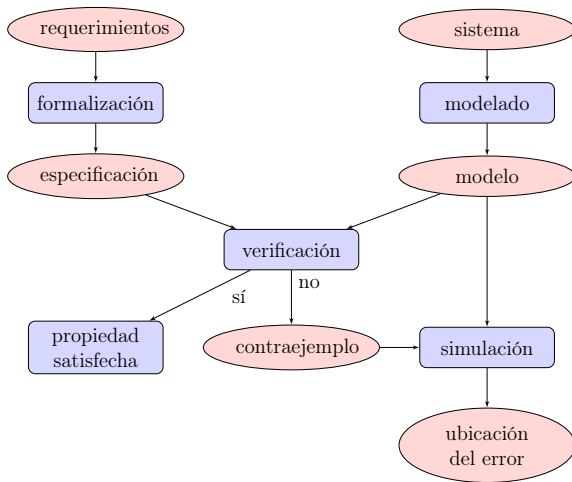 requerimientos
sistema
formalización
modelado
especificación
modelo
verificación
sí
no
propiedad
satisfecha
contraejemplo
simulación
ubicación
del error